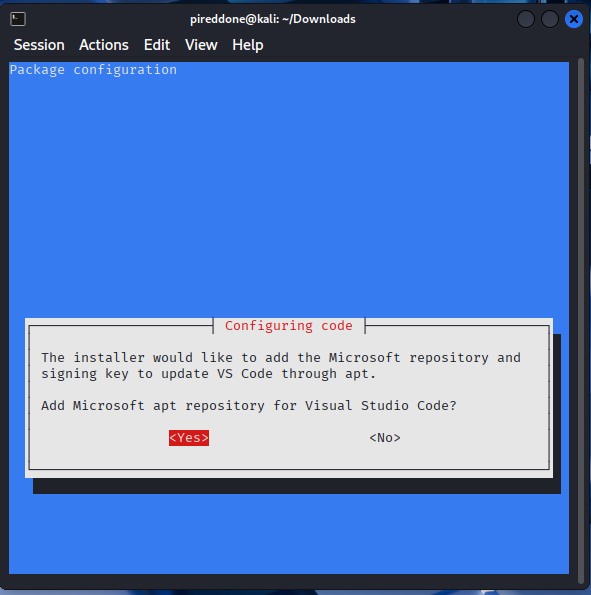 pireddone@kali: ~/Downloads
Session Actions Edit View Help
Package configuration
Configuring code
The installer would like to add the Microsoft repository and
signing key to update VS Code through apt.
Add Microsoft apt repository for Visual Studio Code?
<Yes> <No>